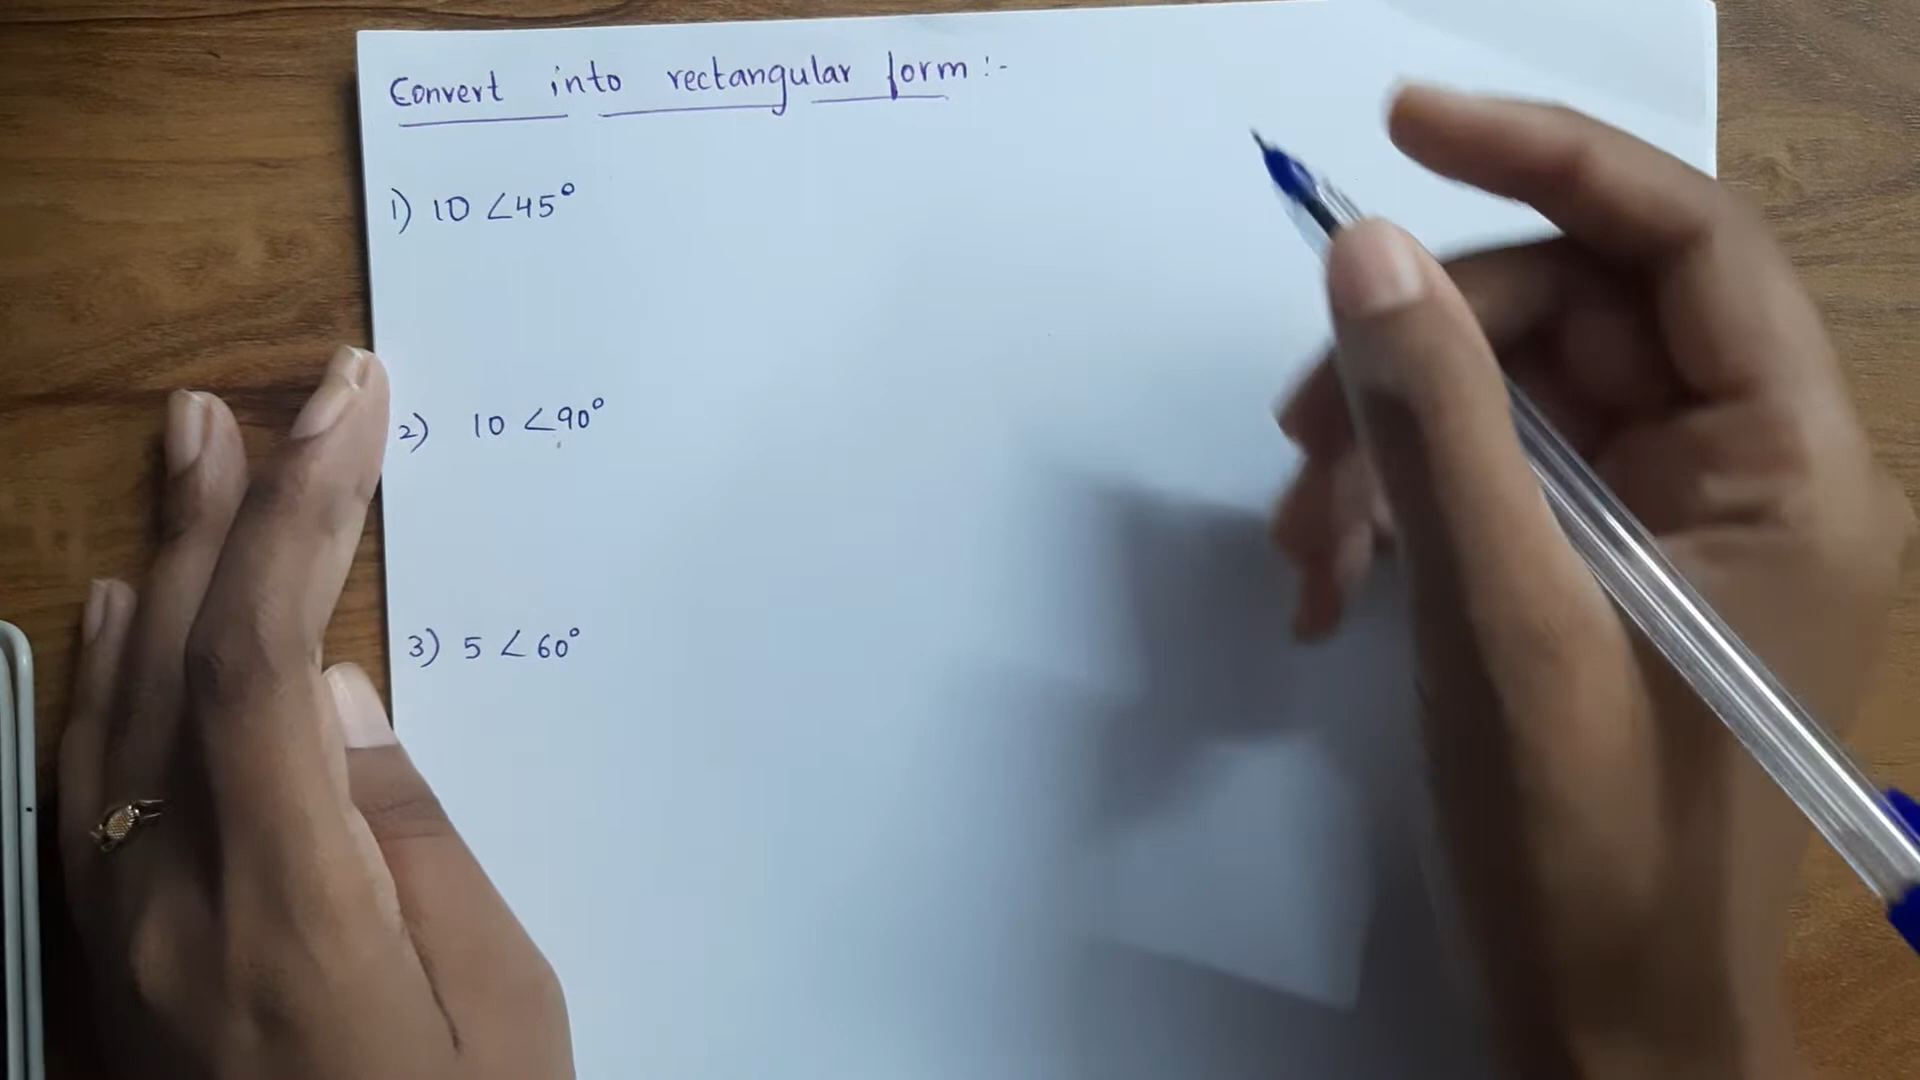 Convert into rectangular form :-
1) 10 ∠45°
2) 10 ∠90°
3) 5 ∠ 60°